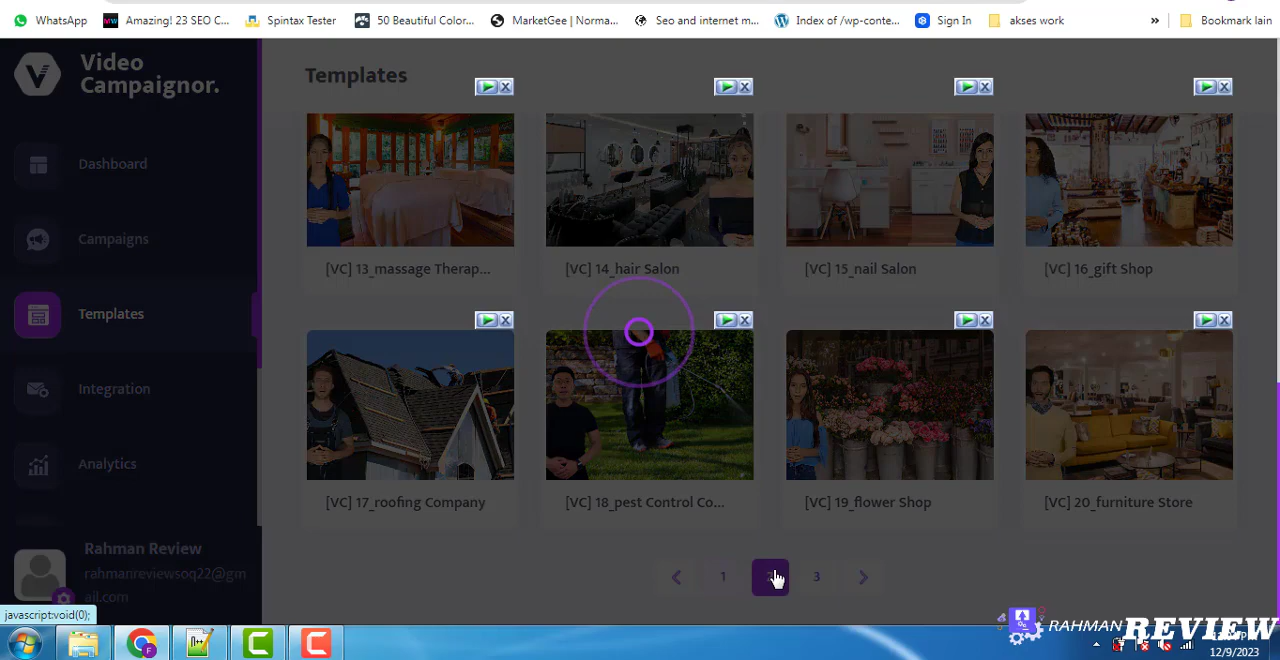 WhatsApp
Amazing! 23 SEO C...
Spintax Tester
50 Beautiful Color...
MarketGee | Norma...
Seo and internet m...
Index of /wp-conte...
Sign In
akses work
»
Bookmark lain
Video
Campaignor.
Templates
Dashboard
Campaigns
Templates
Integration
Analytics
[VC] 13_massage Therap...
[VC] 14_hair Salon
[VC] 15_nail Salon
[VC] 16_gift Shop
[VC] 17_roofing Company
[VC] 18_pest Control Co...
[VC] 19_flower Shop
[VC] 20_furniture Store
1
3
Rahman Review
rahmanreviewsoq22@gm
ail.com
javascript:void(0);
RAHMAN REVIEW
12/9/2023